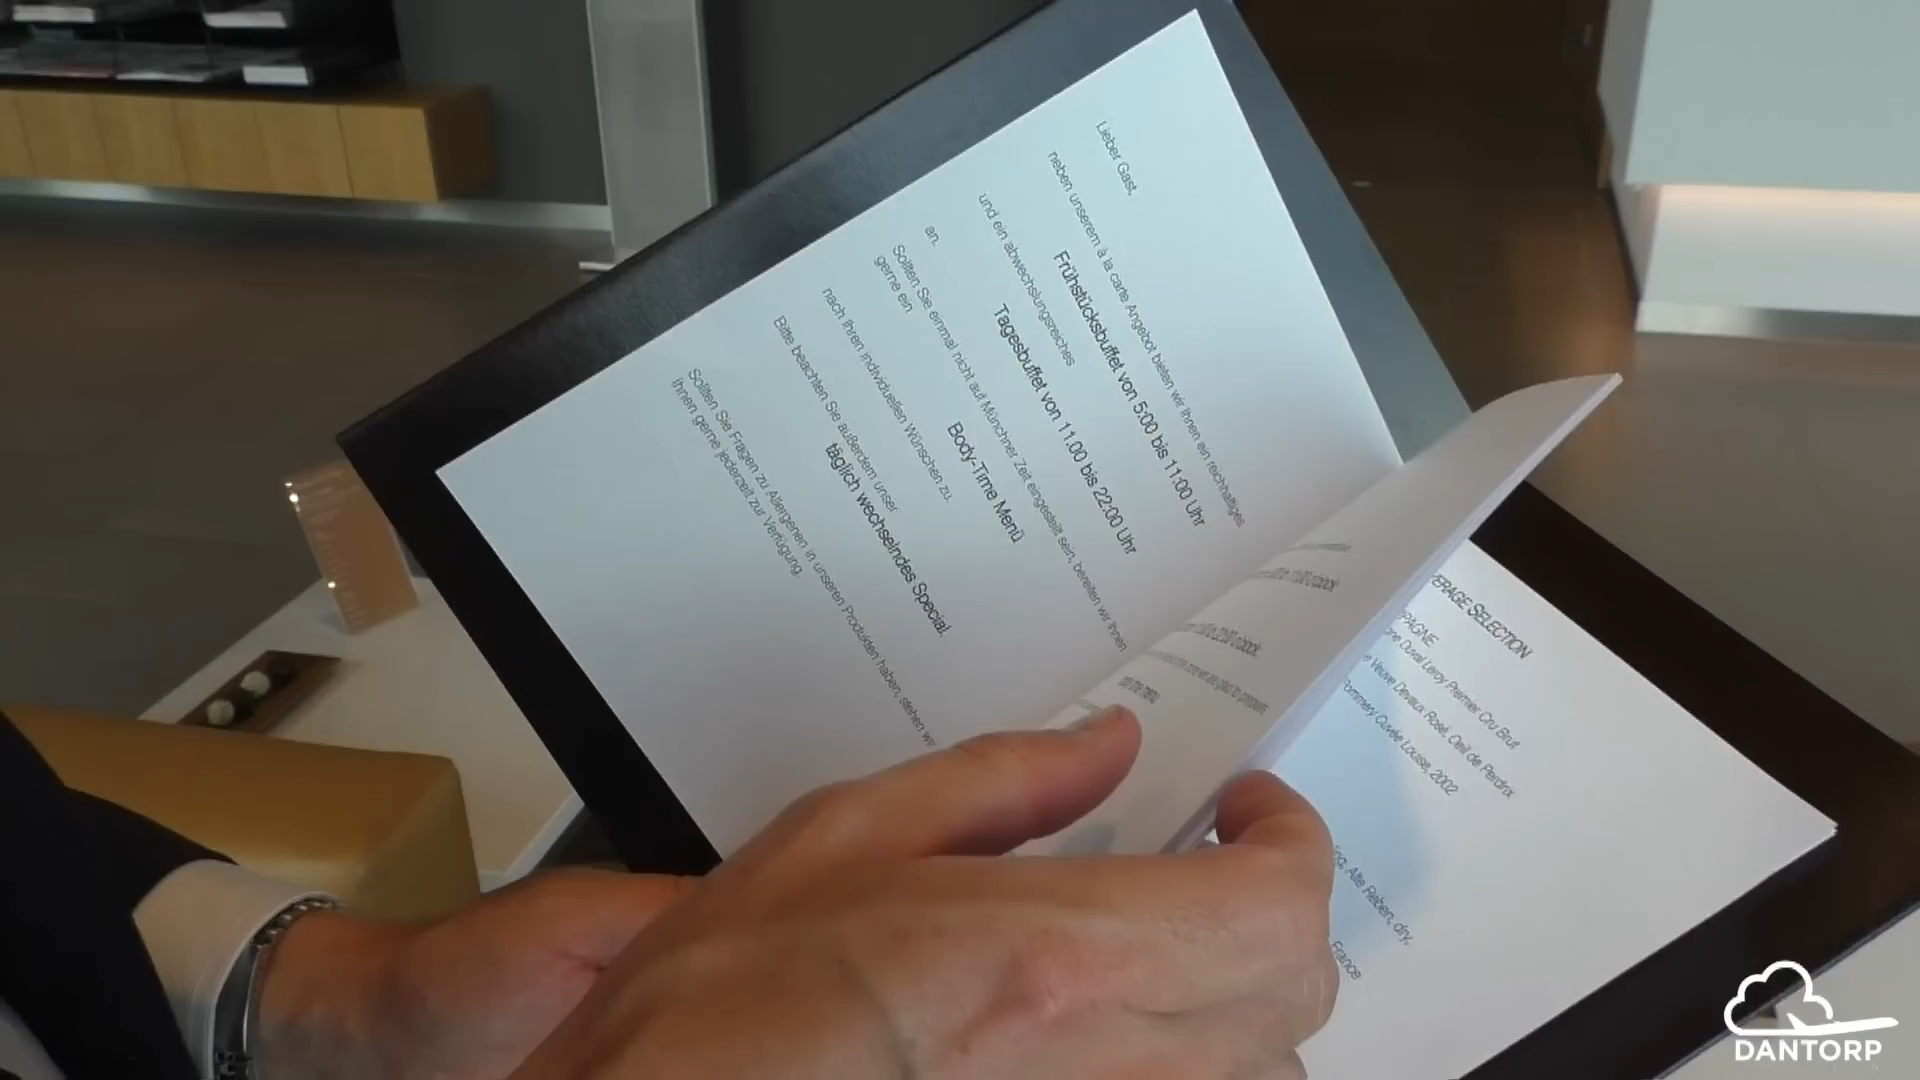 Lieber Gast,
neben unserem à la carte Angebot bieten wir Ihnen ein reichhaltiges
Frühstücksbuffet von 5:00 bis 11:00 Uhr
und ein abwechslungsreiches
Tagesbuffet von 11:00 bis 22:00 Uhr
an.
Sollten Sie einmal nicht auf Münchner Zeit eingestellt sein, bereiten wir Ihnen
gerne ein
Body-Time Menü
nach Ihren individuellen Wünschen zu.
Bitte beachten Sie außerdem unser
täglich wechselndes Special.
Sollten Sie Fragen zu Allergenen in unseren Produkten haben, stehen wir
Ihnen gerne jederzeit zur Verfügung.
ERAGE SELECTION
PAGNE
Duval Leroy Premier Cru Brut
Veuve Devaux Rosé, Oeil de Perdrix
Pommery Cuvée Louise, 2002
Alte Reben, dry,
France
DANTORP